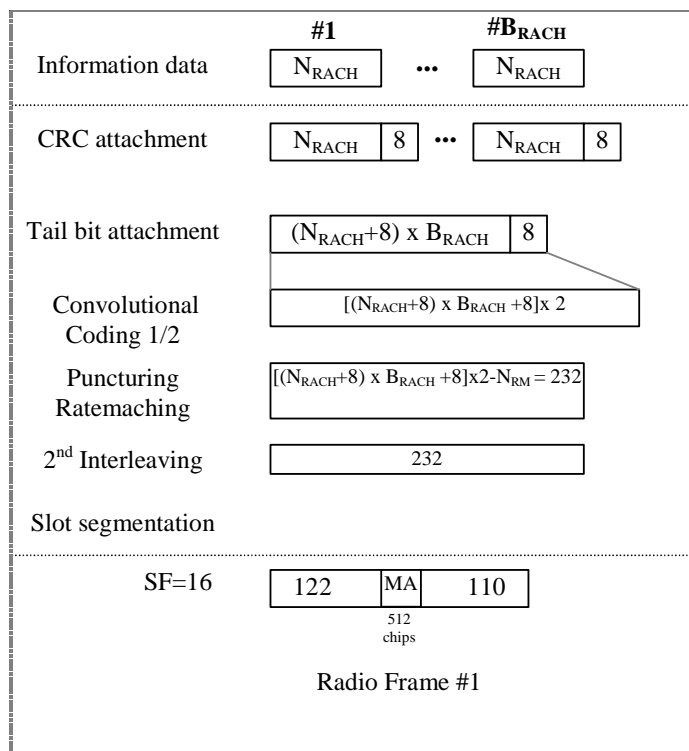 #1 #B_RACH
Information data N_RACH ... N_RACH
CRC attachment N_RACH 8 ... N_RACH 8
Tail bit attachment (N_RACH+8) x B_RACH 8
Convolutional
Coding 1/2
[(N_RACH+8) x B_RACH +8]x 2
Puncturing
Ratemaching
[(N_RACH+8) x B_RACH +8]x2-N_RM = 232
2nd Interleaving 232
Slot segmentation
SF=16 122 MA 110
512
chips
Radio Frame #1